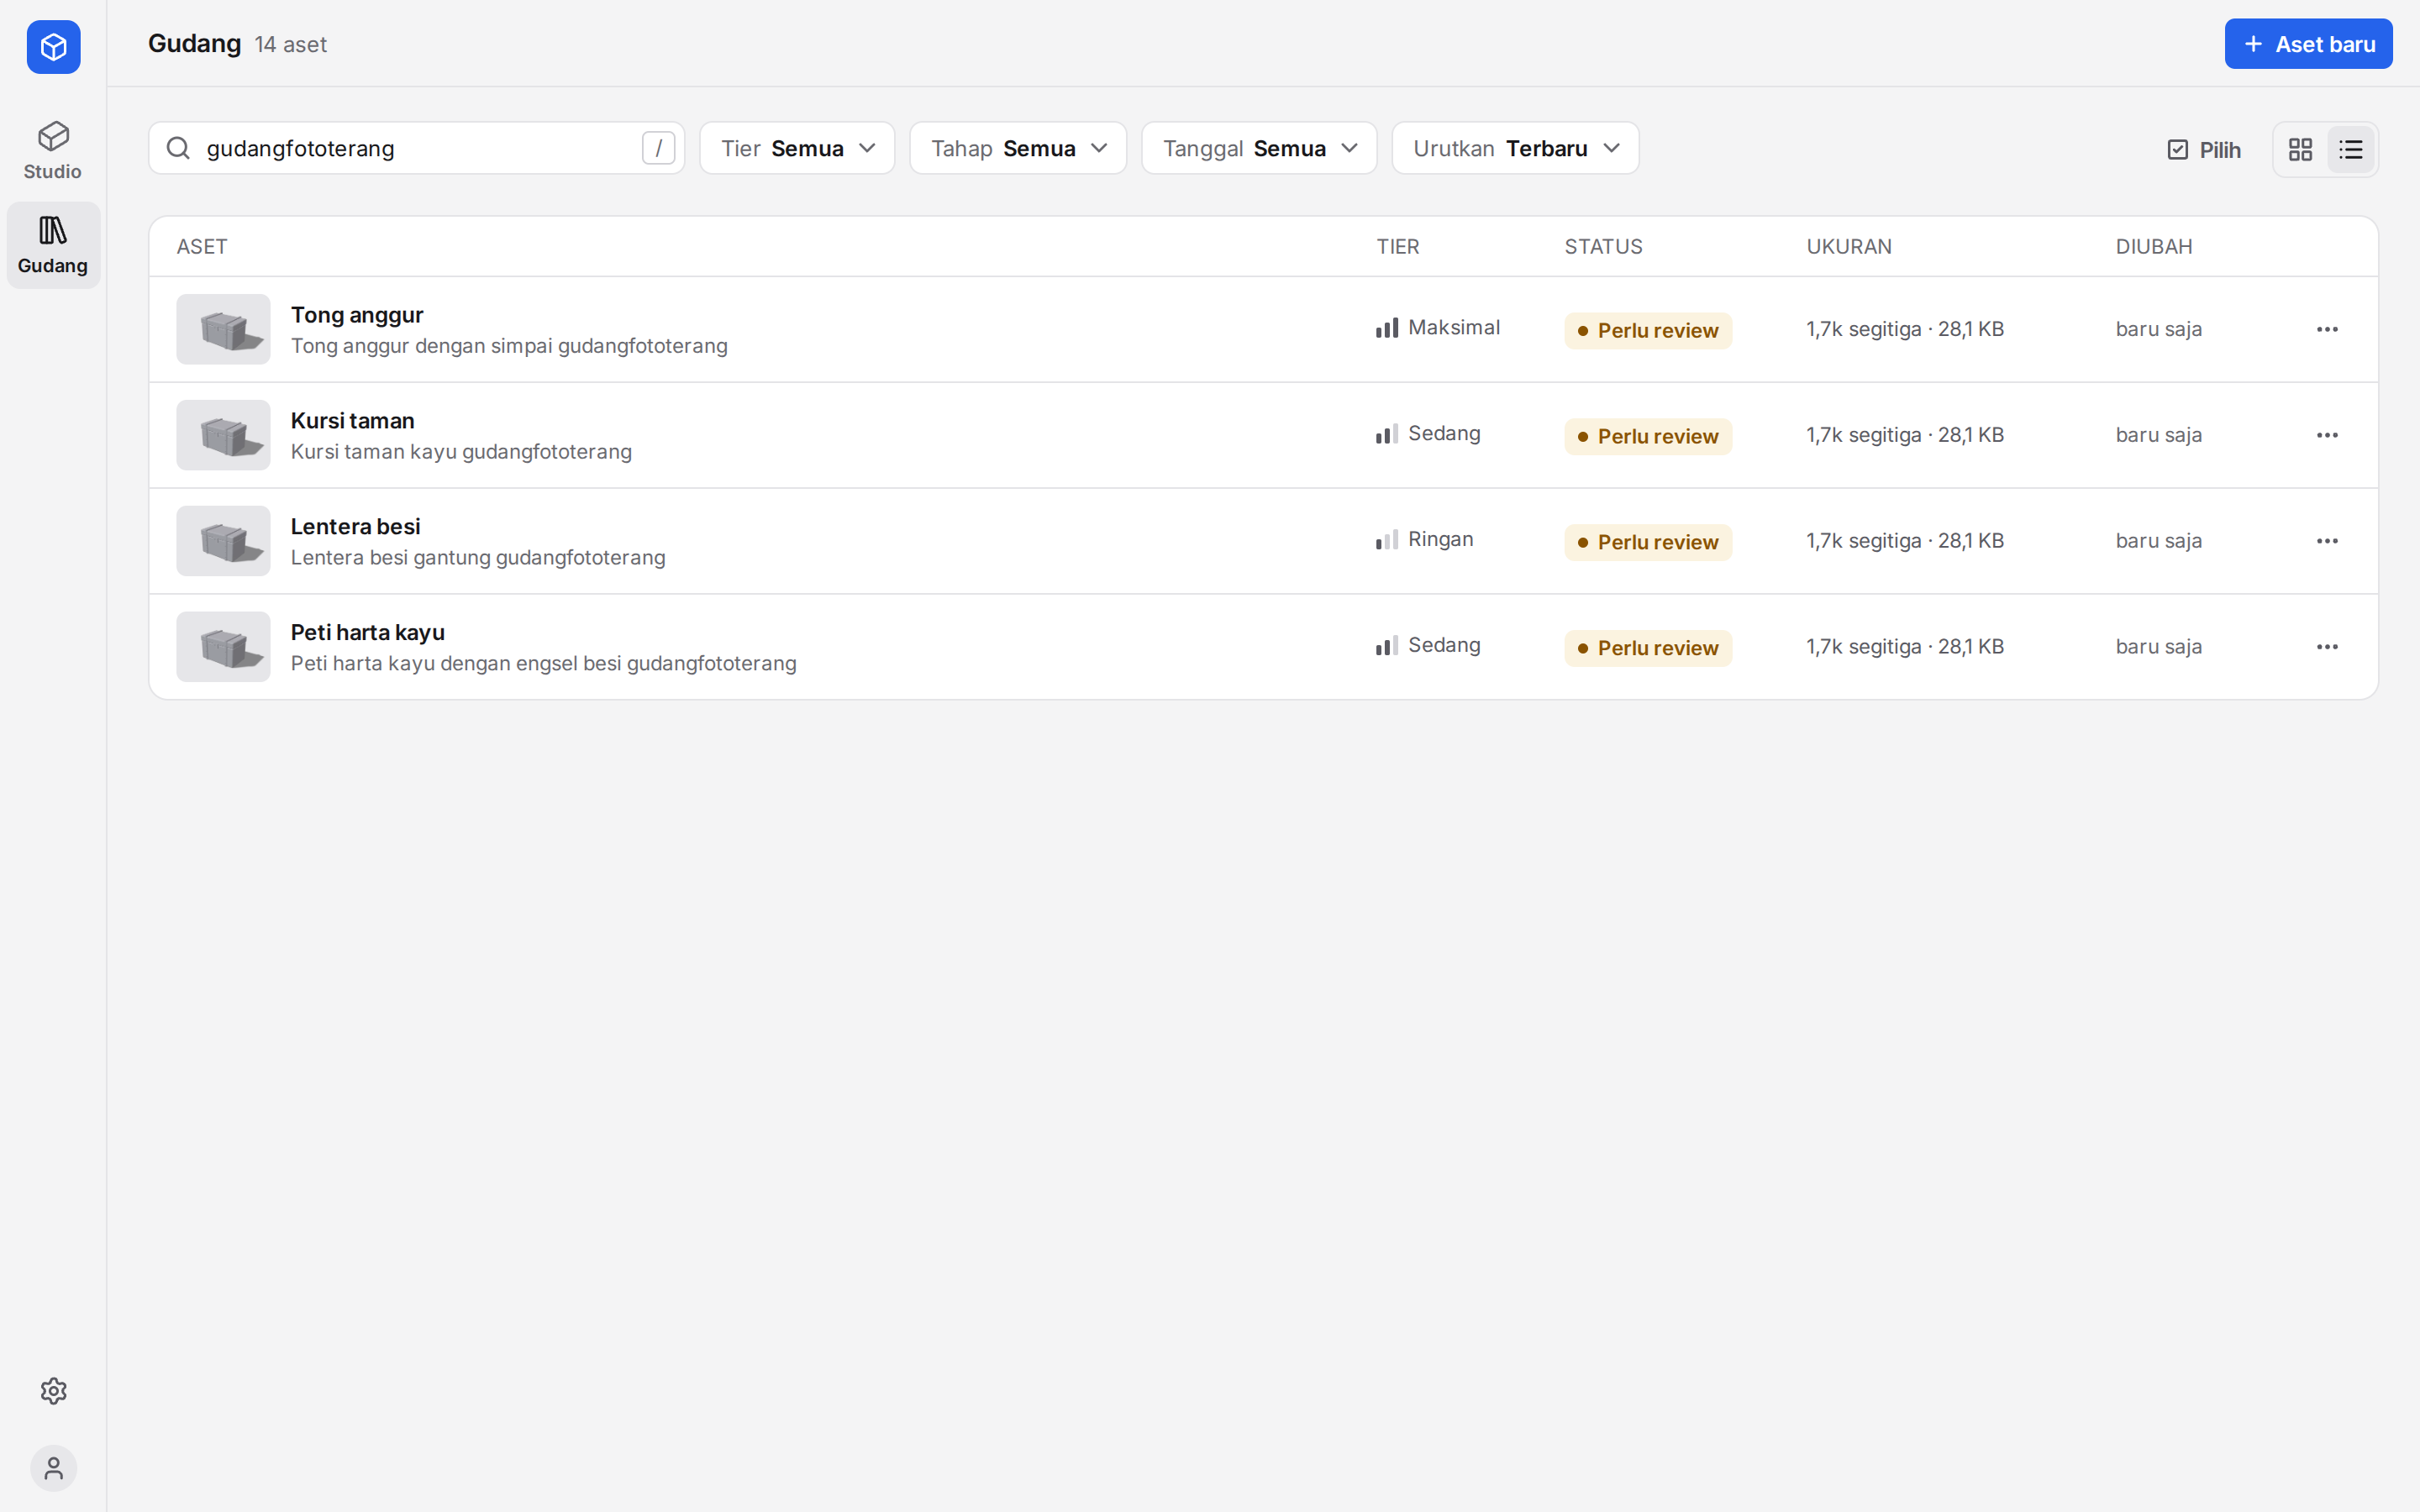 Gudang 14 aset
+ Aset baru
Studio
Gudang
gudangfototerang /
Tier Semua
Tahap Semua
Tanggal Semua
Urutkan Terbaru
Pilih
ASET TIER STATUS UKURAN DIUBAH
Tong anggur
Tong anggur dengan simpai gudangfototerang
Maksimal Perlu review 1,7k segitiga · 28,1 KB baru saja
Kursi taman
Kursi taman kayu gudangfototerang
Sedang Perlu review 1,7k segitiga · 28,1 KB baru saja
Lentera besi
Lentera besi gantung gudangfototerang
Ringan Perlu review 1,7k segitiga · 28,1 KB baru saja
Peti harta kayu
Peti harta kayu dengan engsel besi gudangfototerang
Sedang Perlu review 1,7k segitiga · 28,1 KB baru saja